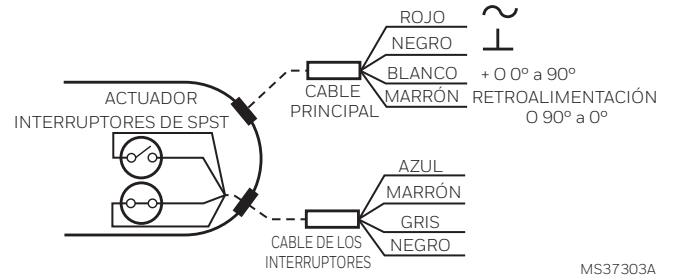 ROJO
NEGRO
BLANCO + O 0º a 90º
CABLE
PRINCIPAL
MARRÓN RETROALIMENTACIÓN
O 90º a 0º
ACTUADOR
INTERRUPTORES DE SPST
AZUL
MARRÓN
GRIS
NEGRO
CABLE DE LOS
INTERRUPTORES
MS37303A